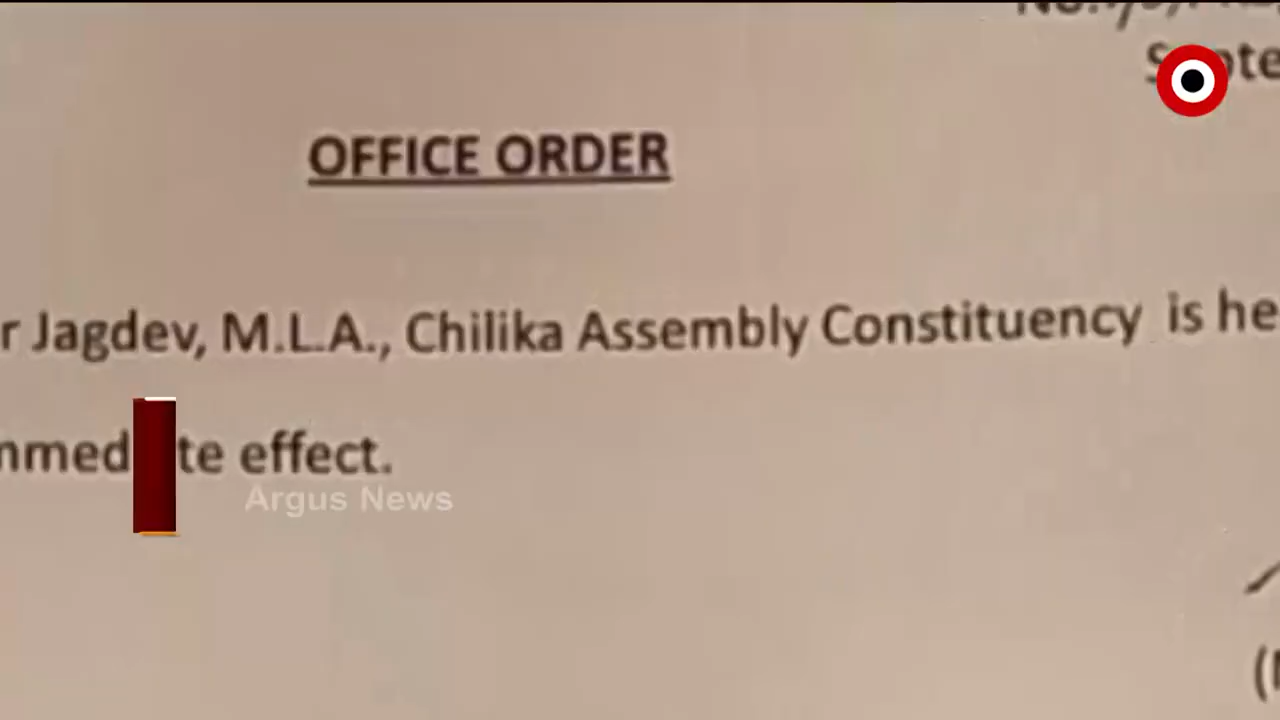 OFFICE ORDER
r Jagdev, M.L.A., Chilika Assembly Constituency is he
te effect.
Argus News